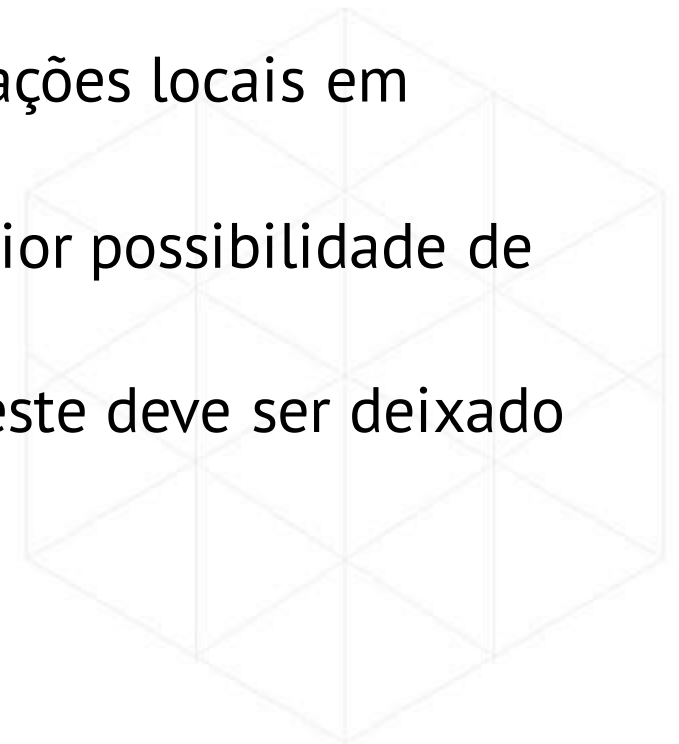 ações locais em
ior possibilidade de
este deve ser deixado